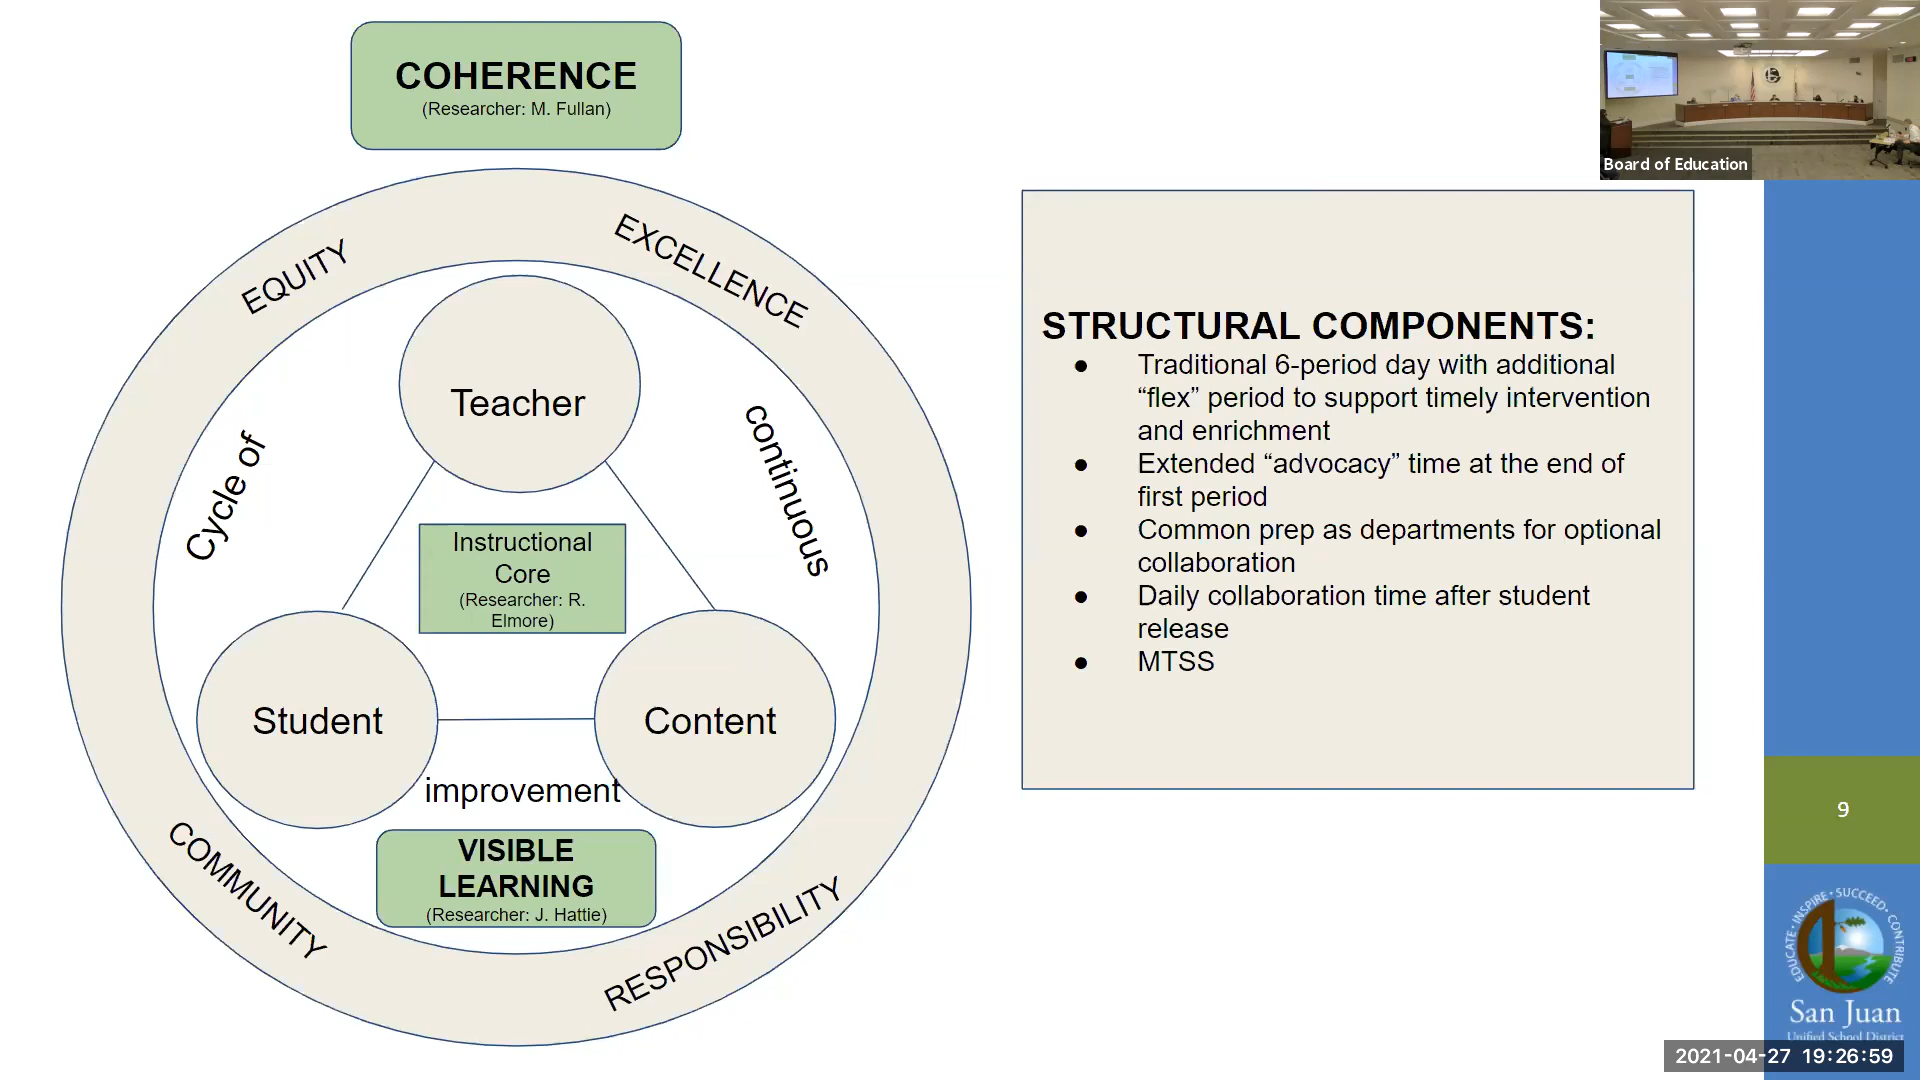 COHERENCE
(Researcher: M. Fullan)
EQUITY
EXCELLENCE
Teacher
Cycle of
continuous
Instructional
Core
(Researcher: R.
Elmore)
Student
Content
improvement
VISIBLE
LEARNING
(Researcher: J. Hattie)
COMMUNITY
RESPONSIBILITY
Board of Education
STRUCTURAL COMPONENTS:
● Traditional 6-period day with additional
“flex” period to support timely intervention
and enrichment
● Extended “advocacy” time at the end of
first period
● Common prep as departments for optional
collaboration
● Daily collaboration time after student
release
● MTSS
9
EDUCATE · INSPIRE · SUCCEED · CONTRIBUTE
San Juan
Unified School District
2021-04-27 19:26:59